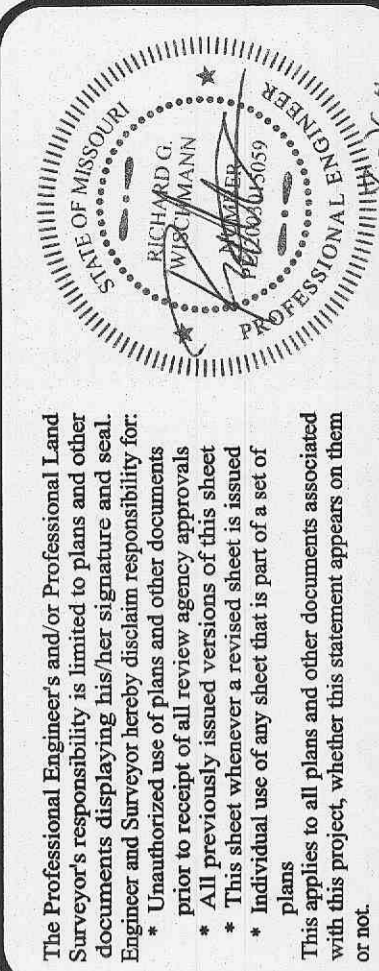 The Professional Engineer's and/or Professional Land
Surveyor's responsibility is limited to plans and other
documents displaying his/her signature and seal.
Engineer and Surveyor hereby disclaim responsibility for:
* Unauthorized use of plans and other documents
prior to receipt of all review agency approvals
* All previously issued versions of this sheet
* This sheet whenever a revised sheet is issued
* Individual use of any sheet that is part of a set of
plans
This applies to all plans and other documents associated
with this project, whether this statement appears on them
or not.
STATE OF MISSOURI
RICHARD G.
WISCHMANN
NUMBER
PROFESSIONAL ENGINEER